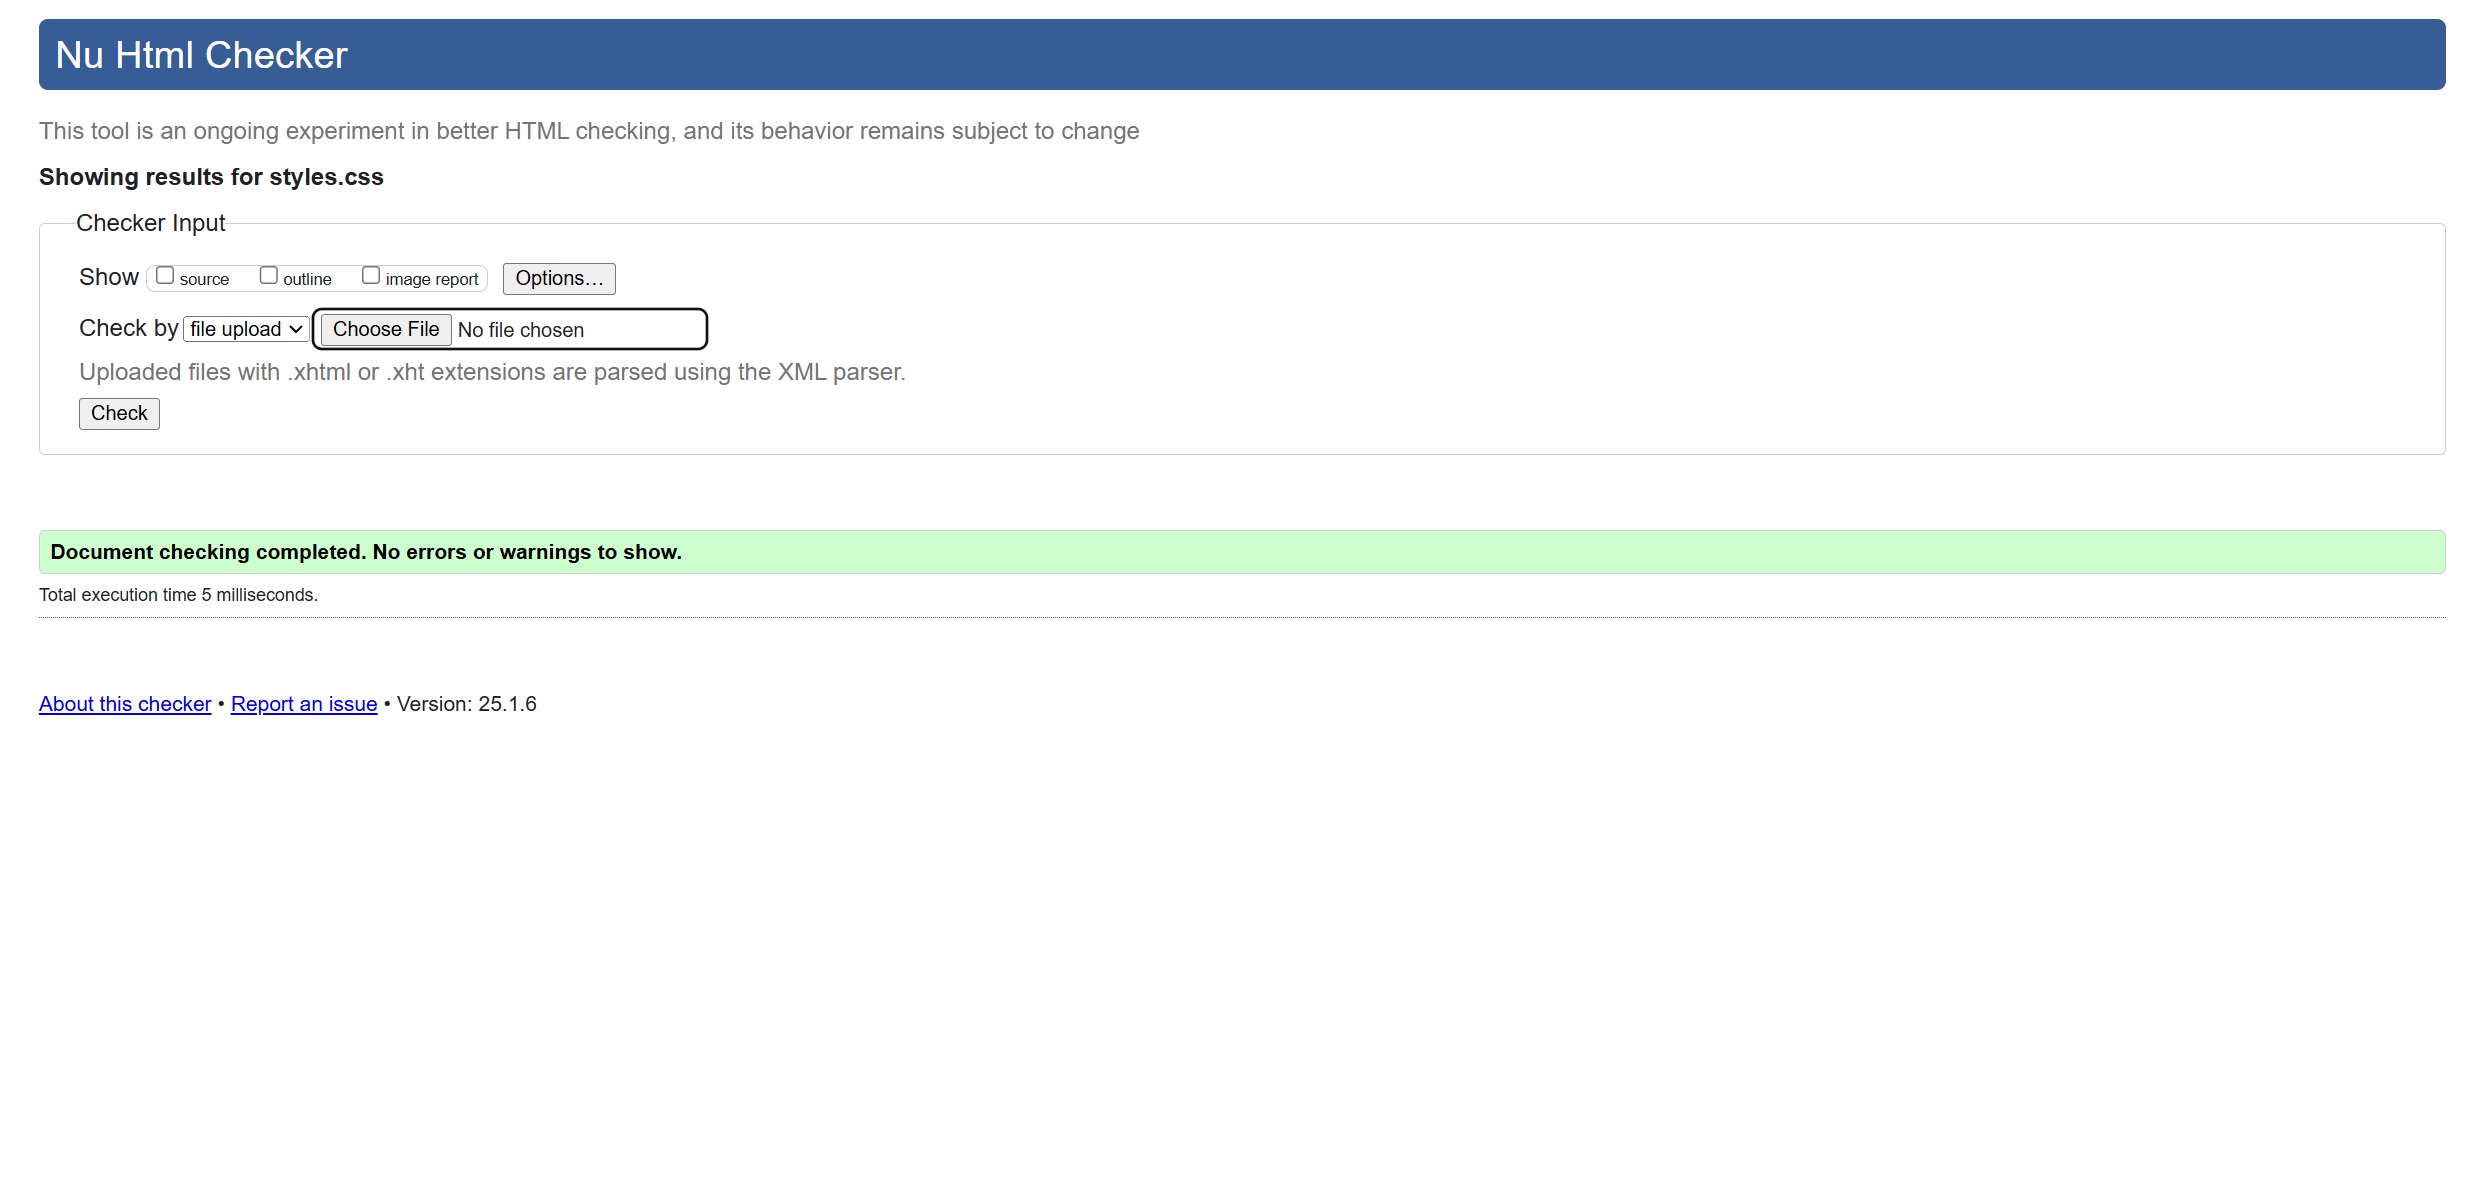 Nu Html Checker
This tool is an ongoing experiment in better HTML checking, and its behavior remains subject to change
Showing results for styles.css
Checker Input
Show source outline image report Options...
Check by file upload Choose File No file chosen
Uploaded files with .xhtml or .xht extensions are parsed using the XML parser.
Check
Document checking completed. No errors or warnings to show.
Total execution time 5 milliseconds.
About this checker • Report an issue • Version: 25.1.6